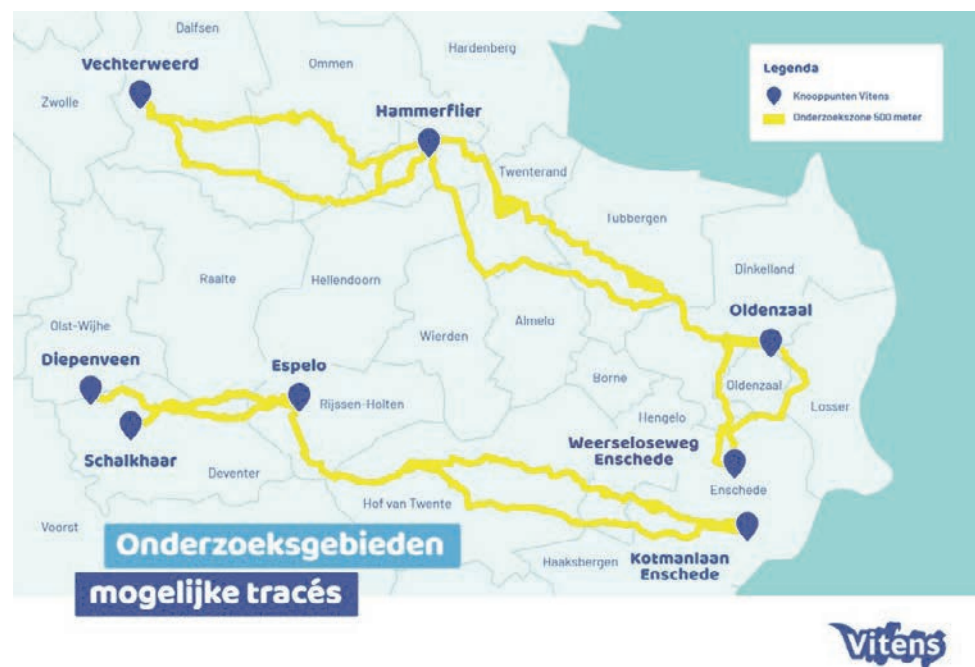 Dalfsen
Hardenberg
Vechterweerd
Ommen
Legenda
Zwolle
Knooppunten Vitens
Hammerflier
Onderzoekszone 500 meter
Twenterand
Tubbergen
Raalte
Hellendoorn
Dinkelland
Oldenzaal
Olst-Wijhe
Almelo
Wierden
Diepenveen
Espelo
Borne
Oldenzaal
Rijssen-Holten
Losser
Hengelo
Weerseloseweg
Enschede
Schalkhaar
Deventer
Enschede
Hof van Twente
Voorst
Onderzoeksgebieden
Haaksbergen
Kotmanlaan
Enschede
mogelijke tracés
Vitens